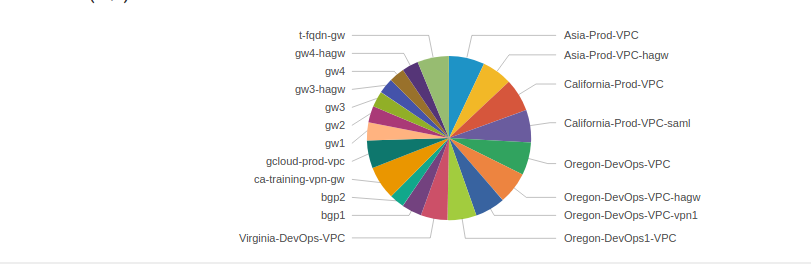 t-fqdn-gw
gw4-hagw
gw4
gw3-hagw
gw3
gw2
gw1
gcloud-prod-vpc
ca-training-vpn-gw
bgp2
bgp1
Virginia-DevOps-VPC
Asia-Prod-VPC
Asia-Prod-VPC-hagw
California-Prod-VPC
California-Prod-VPC-saml
Oregon-DevOps-VPC
Oregon-DevOps-VPC-hagw
Oregon-DevOps-VPC-vpn1
Oregon-DevOps1-VPC